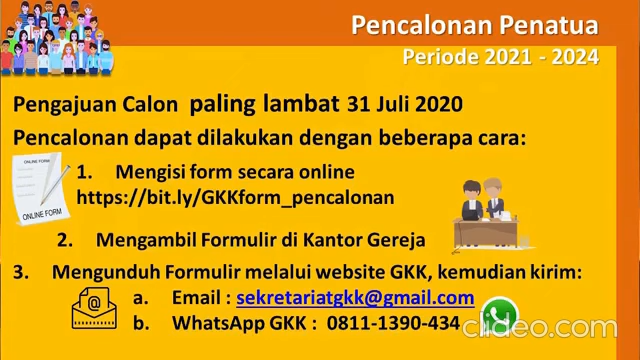 Pencalonan Penatua
Periode 2021 - 2024
Pengajuan Calon paling lambat 31 Juli 2020
Pencalonan dapat dilakukan dengan beberapa cara:
ONLINE FORM
1. Mengisi form secara online
https://bit.ly/GKKform_pencalonan
ONLINE FORM
2. Mengambil Formulir di Kantor Gereja
3. Mengunduh Formulir melalui website GKK, kemudian kirim:
a. Email : sekretariatgkk@gmail.com
b. WhatsApp GKK : 0811-1390-434
clideo.com